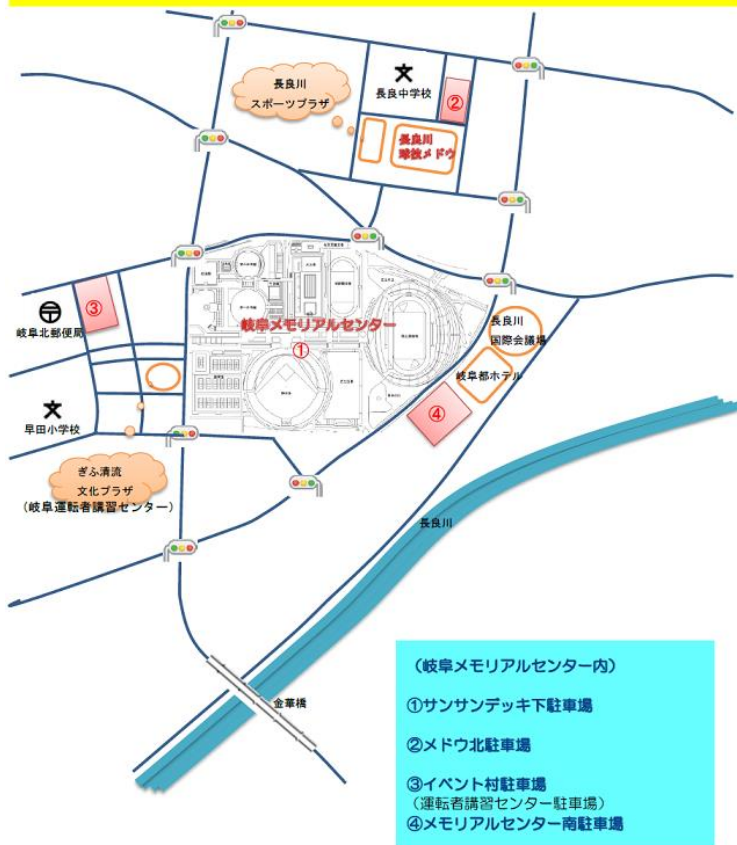 長良川
スポーツプラザ
長良中学校
②
長良川
球技メドウ
③
岐阜北郵便局
岐阜メモリアルセンター
①
長良川
国際会議場
岐阜都ホテル
④
早田小学校
ぎふ清流
文化プラザ
(岐阜運転者講習センター)
長良川
金華橋
(岐阜メモリアルセンター内)
①サンサンデッキ下駐車場
②メドウ北駐車場
③イベント村駐車場
(運転者講習センター駐車場)
④メモリアルセンター南駐車場